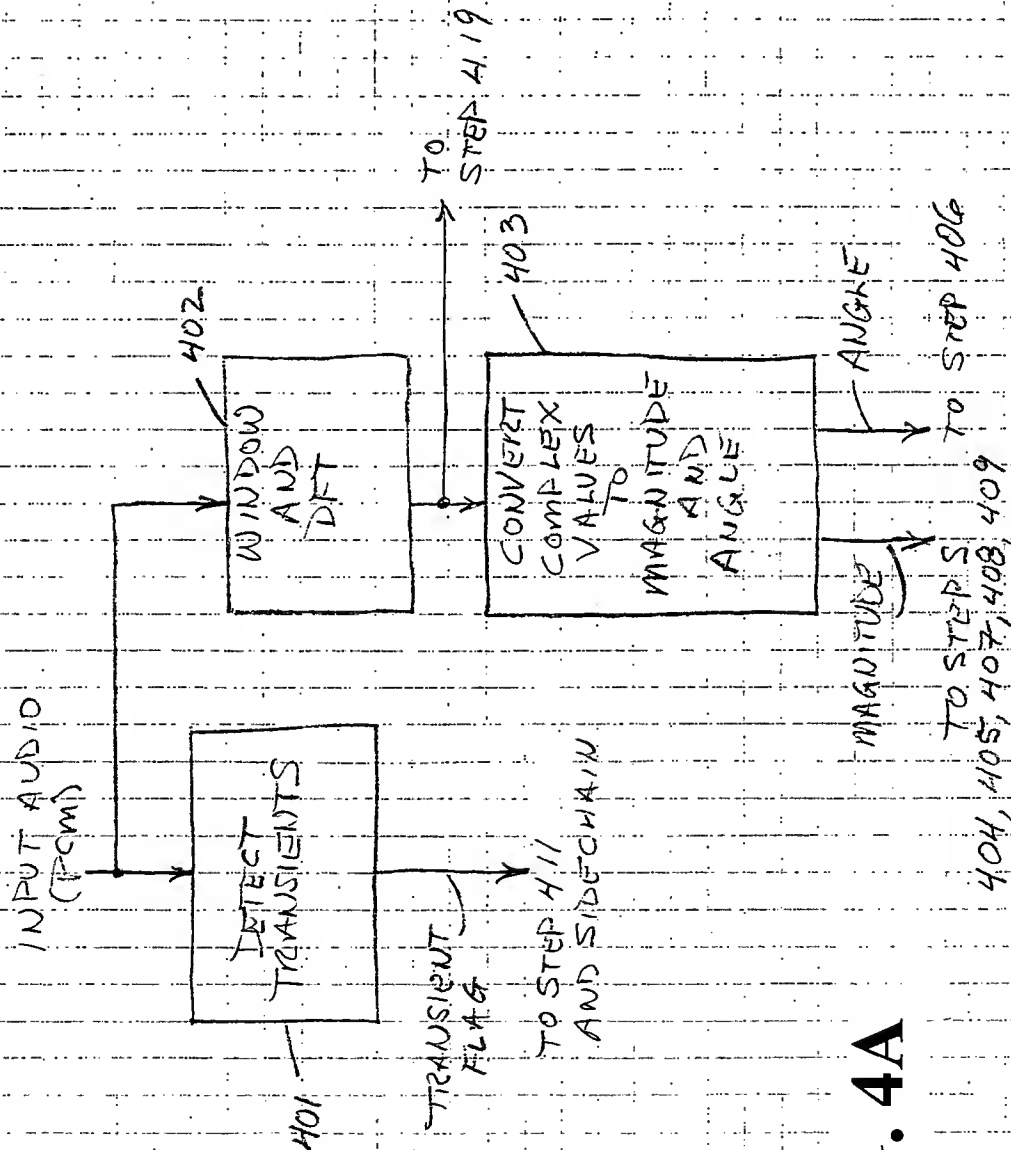 INPUT AUDIO
(PCM)
401
DETECT
TRANSIENTS
TRANSIENT
FLAG
TO STEP 411
AND SIDECHAIN
402
WINDOW
AND
DFT
TO
STEP 419
403
CONVERT
COMPLEX
VALUES
TO
MAGNITUDE
AND
ANGLE
MAGNITUDE
TO STEPS
404, 405, 407, 408, 409
ANGLE
TO STEP 406
. 4A